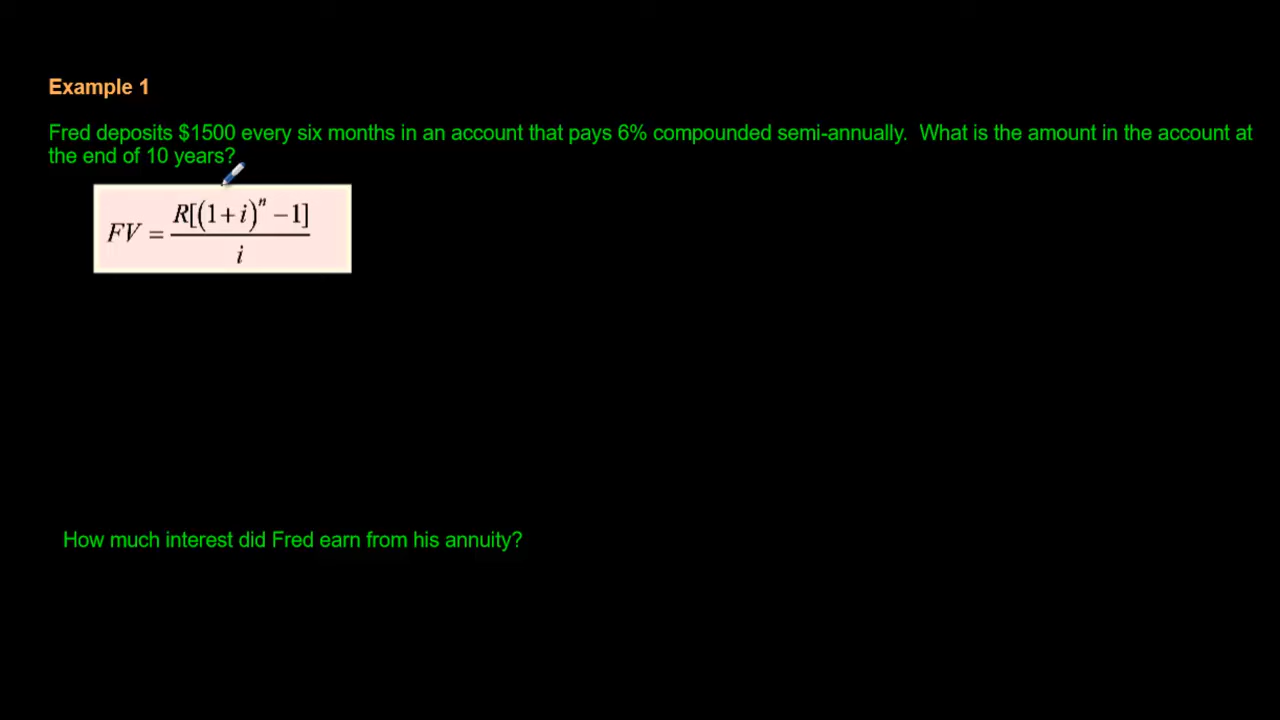 Example 1
Fred deposits $1500 every six months in an account that pays 6% compounded semi-annually.  What is the amount in the account at
the end of 10 years?
FV = R[(1+i)^n −1] / i
How much interest did Fred earn from his annuity?